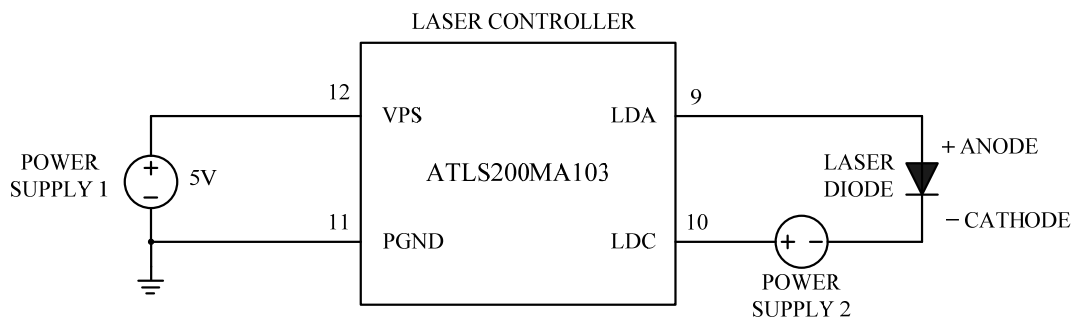 LASER CONTROLLER
12
VPS
LDA
9
POWER
SUPPLY 1
+
−
5V
ATLS200MA103
LASER
DIODE
+ ANODE
− CATHODE
11
PGND
LDC
10
+ -
POWER
SUPPLY 2